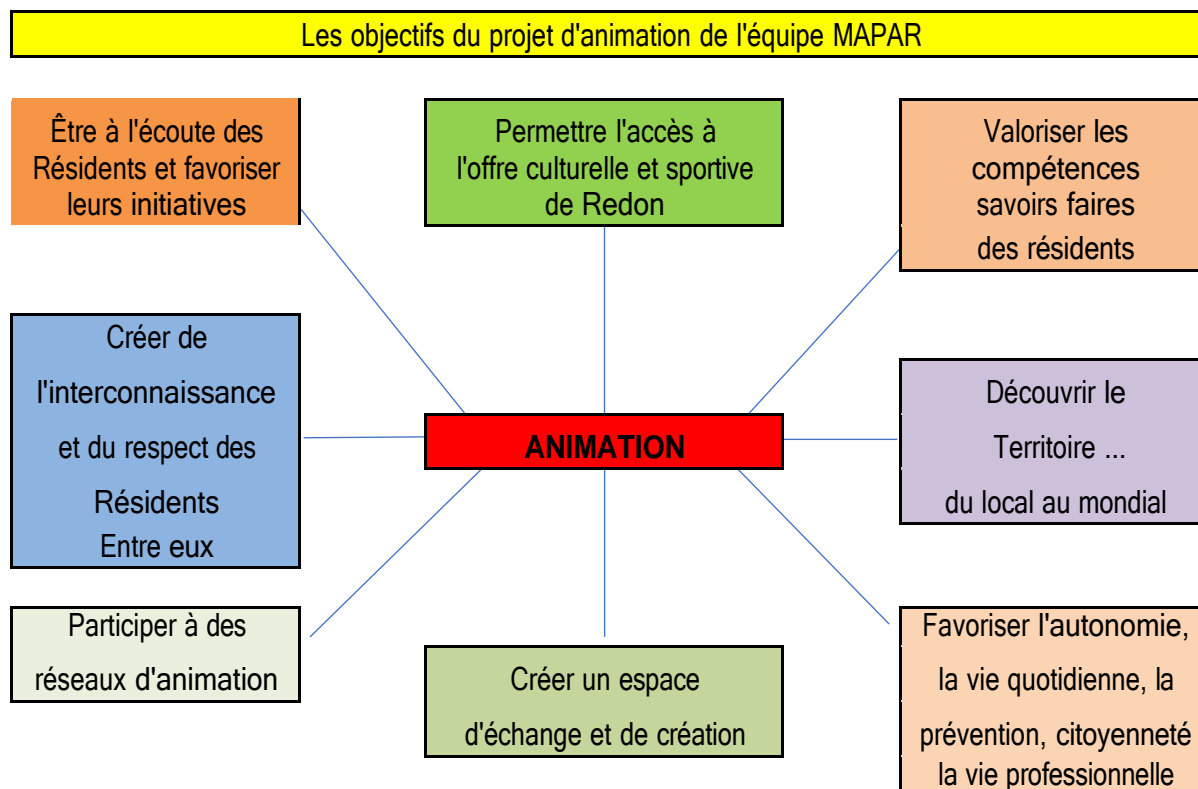 Les objectifs du projet d'animation de l'équipe MAPAR
Être à l'écoute des
Résidents et favoriser
leurs initiatives
Permettre l'accès à
l'offre culturelle et sportive
de Redon
Valoriser les
compétences
savoirs faires
des résidents
Créer de
l'interconnaissance
et du respect des
Résidents
Entre eux
ANIMATION
Découvrir le
Territoire ...
du local au mondial
Participer à des
réseaux d'animation
Créer un espace
d'échange et de création
Favoriser l'autonomie,
la vie quotidienne, la
prévention, citoyenneté
la vie professionnelle